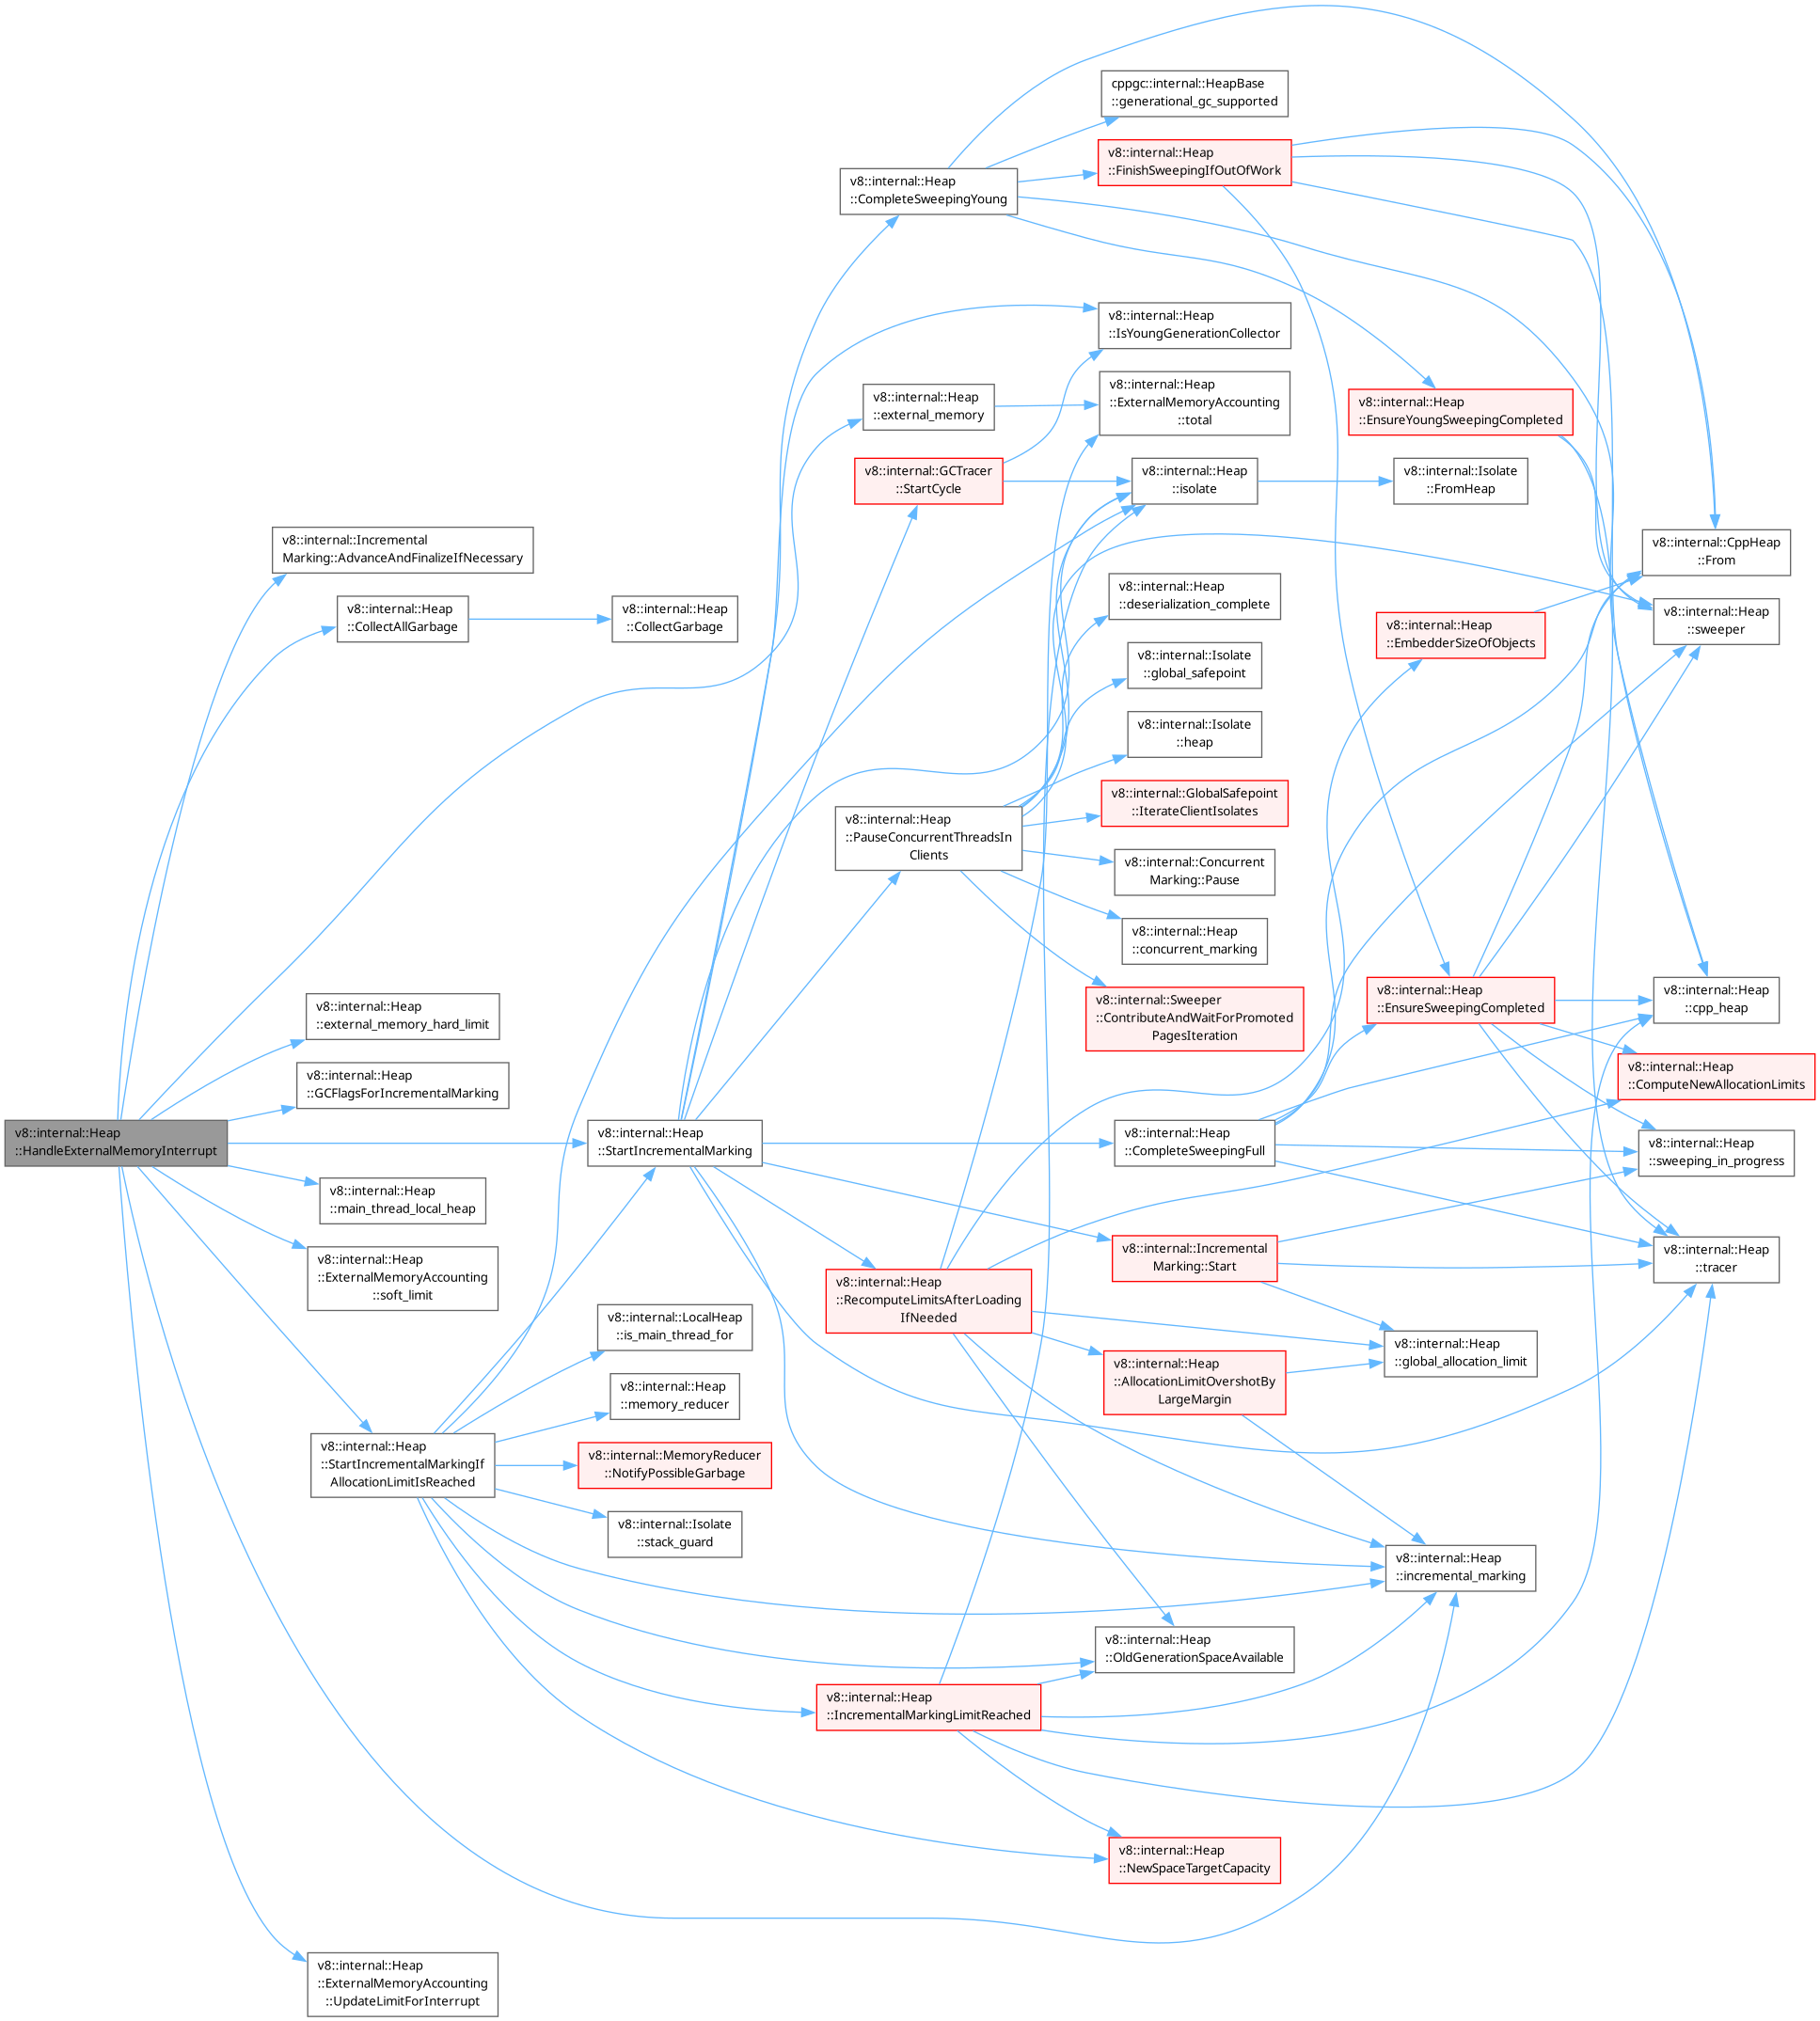 cppgc::internal::HeapBase
::generational_gc_supported
v8::internal::Heap
::FinishSweepingIfOutOfWork
v8::internal::Heap
::CompleteSweepingYoung
v8::internal::Heap
::IsYoungGenerationCollector
v8::internal::Heap
::external_memory
v8::internal::Heap
::ExternalMemoryAccounting
::total
v8::internal::Heap
::EnsureYoungSweepingCompleted
v8::internal::GCTracer
::StartCycle
v8::internal::Heap
::isolate
v8::internal::Isolate
::FromHeap
v8::internal::Incremental
Marking::AdvanceAndFinalizeIfNecessary
v8::internal::CppHeap
::From
v8::internal::Heap
::CollectAllGarbage
v8::internal::Heap
::CollectGarbage
v8::internal::Heap
::deserialization_complete
v8::internal::Heap
::EmbedderSizeOfObjects
v8::internal::Heap
::sweeper
v8::internal::Isolate
::global_safepoint
v8::internal::Isolate
::heap
v8::internal::GlobalSafepoint
::IterateClientIsolates
v8::internal::Heap
::PauseConcurrentThreadsIn
Clients
v8::internal::Concurrent
Marking::Pause
v8::internal::Heap
::concurrent_marking
v8::internal::Heap
::external_memory_hard_limit
v8::internal::Sweeper
::ContributeAndWaitForPromoted
PagesIteration
v8::internal::Heap
::EnsureSweepingCompleted
v8::internal::Heap
::cpp_heap
v8::internal::Heap
::GCFlagsForIncrementalMarking
v8::internal::Heap
::ComputeNewAllocationLimits
v8::internal::Heap
::HandleExternalMemoryInterrupt
v8::internal::Heap
::StartIncrementalMarking
v8::internal::Heap
::CompleteSweepingFull
v8::internal::Heap
::sweeping_in_progress
v8::internal::Heap
::main_thread_local_heap
v8::internal::Heap
::ExternalMemoryAccounting
::soft_limit
v8::internal::Incremental
Marking::Start
v8::internal::Heap
::tracer
v8::internal::Heap
::RecomputeLimitsAfterLoading
IfNeeded
v8::internal::LocalHeap
::is_main_thread_for
v8::internal::Heap
::global_allocation_limit
v8::internal::Heap
::AllocationLimitOvershotBy
LargeMargin
v8::internal::Heap
::memory_reducer
v8::internal::Heap
::StartIncrementalMarkingIf
AllocationLimitIsReached
v8::internal::MemoryReducer
::NotifyPossibleGarbage
v8::internal::Isolate
::stack_guard
v8::internal::Heap
::incremental_marking
v8::internal::Heap
::OldGenerationSpaceAvailable
v8::internal::Heap
::IncrementalMarkingLimitReached
v8::internal::Heap
::NewSpaceTargetCapacity
v8::internal::Heap
::ExternalMemoryAccounting
::UpdateLimitForInterrupt